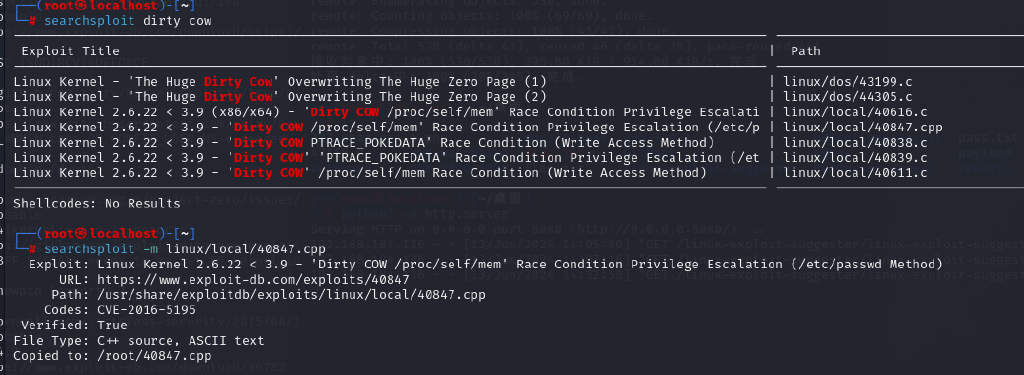 (root㉿localhost)-[~]
# searchsploit dirty cow
Exploit Title | Path
Linux Kernel - 'The Huge Dirty Cow' Overwriting The Huge Zero Page (1) | linux/dos/43199.c
Linux Kernel - 'The Huge Dirty Cow' Overwriting The Huge Zero Page (2) | linux/dos/44305.c
Linux Kernel 2.6.22 < 3.9 (x86/x64) - 'Dirty COW /proc/self/mem' Race Condition Privilege Escalati | linux/local/40616.c
Linux Kernel 2.6.22 < 3.9 - 'Dirty COW /proc/self/mem' Race Condition Privilege Escalation (/etc/p | linux/local/40847.cpp
Linux Kernel 2.6.22 < 3.9 - 'Dirty COW PTRACE_POKEDATA' Race Condition (Write Access Method) | linux/local/40838.c
Linux Kernel 2.6.22 < 3.9 - 'Dirty COW' 'PTRACE_POKEDATA' Race Condition Privilege Escalation (/et | linux/local/40839.c
Linux Kernel 2.6.22 < 3.9 - 'Dirty COW' /proc/self/mem Race Condition (Write Access Method) | linux/local/40611.c
Shellcodes: No Results
(root㉿localhost)-[~]
# searchsploit -m linux/local/40847.cpp
Exploit: Linux Kernel 2.6.22 < 3.9 - 'Dirty COW /proc/self/mem' Race Condition Privilege Escalation (/etc/passwd Method)
URL: https://www.exploit-db.com/exploits/40847
Path: /usr/share/exploitdb/exploits/linux/local/40847.cpp
Codes: CVE-2016-5195
Verified: True
File Type: C++ source, ASCII text
Copied to: /root/40847.cpp